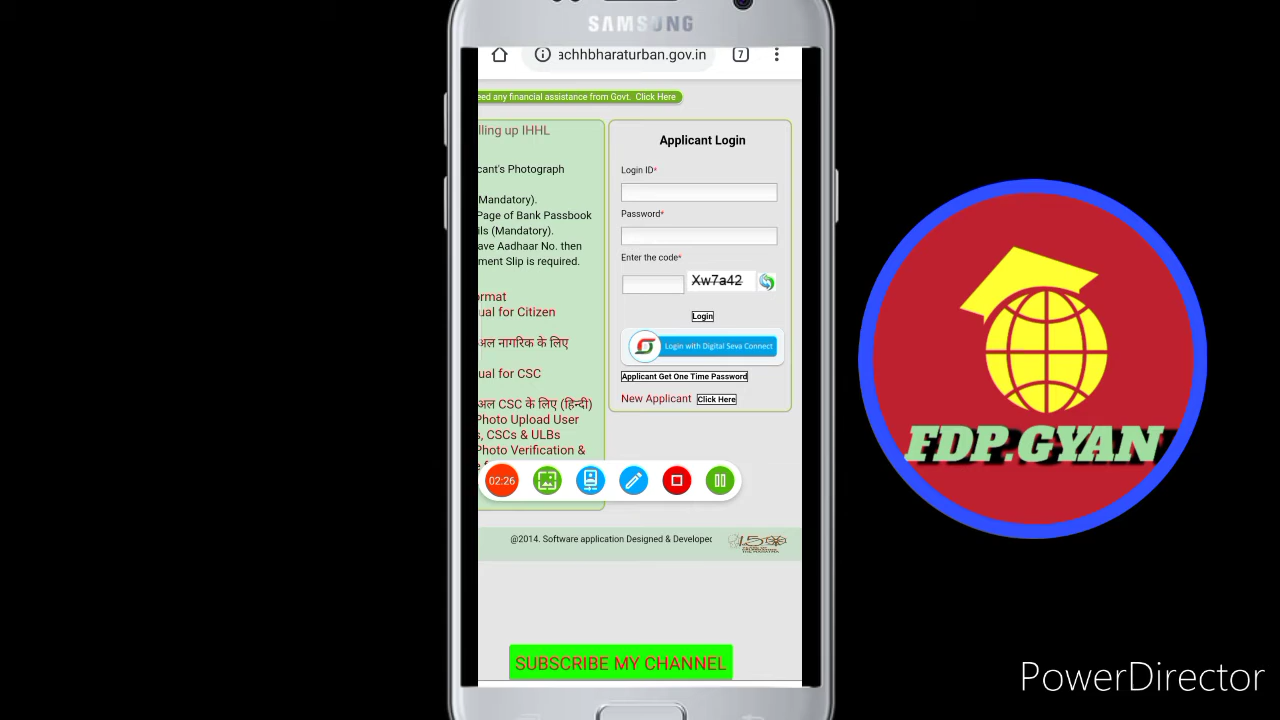 SAMSUNG
achhbharaturban.gov.in
7
eed any financial assistance from Govt. Click Here
lling up IHHL
cant's Photograph
Mandatory).
Page of Bank Passbook
ils (Mandatory).
ave Aadhaar No. then
ment Slip is required.
ormat
ual for Citizen
अल नागरिक के लिए
ual for CSC
अल CSC के लिए (हिन्दी)
Photo Upload User
s, CSCs & ULBs
Photo Verification &
Applicant Login
Login ID*
Password*
Enter the code*
Xw7a42
Login
Login with Digital Seva Connect
Applicant Get One Time Password
New Applicant Click Here
02:26
@2014. Software application Designed & Developed
SUBSCRIBE MY CHANNEL
FDP.GYAN
PowerDirector